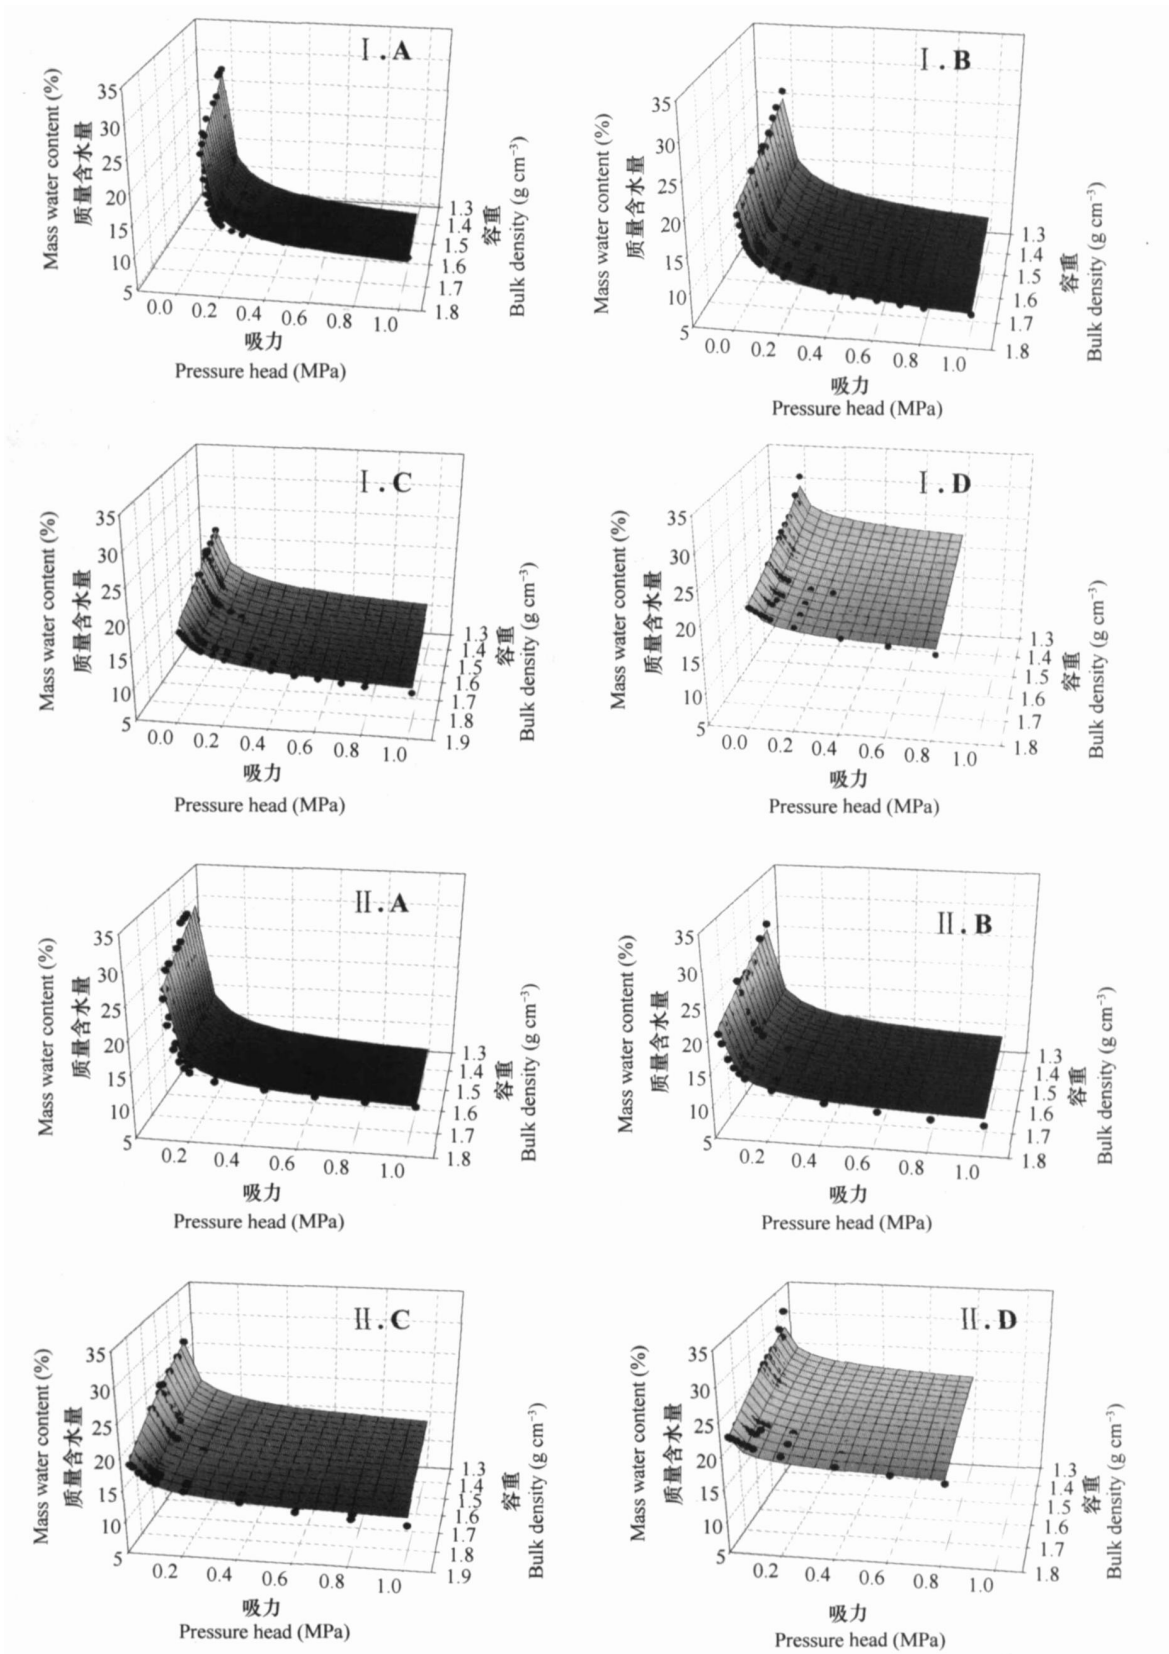 Ⅰ.A
Mass water content (%)
质量含水量
35
30
25
20
15
10
5
0.0 0.2 0.4 0.6 0.8 1.0
吸力
Pressure head (MPa)
1.3
1.4
1.5
1.6
1.7
1.8
容重
Bulk density (g cm⁻³)
Ⅰ.B
Mass water content (%)
质量含水量
35
30
25
20
15
10
5
0.0 0.2 0.4 0.6 0.8 1.0
吸力
Pressure head (MPa)
1.3
1.4
1.5
1.6
1.7
1.8
容重
Bulk density (g cm⁻³)
Ⅰ.C
Mass water content (%)
质量含水量
35
30
25
20
15
10
5
0.0 0.2 0.4 0.6 0.8 1.0
吸力
Pressure head (MPa)
1.3
1.4
1.5
1.6
1.7
1.8
1.9
容重
Bulk density (g cm⁻³)
Ⅰ.D
Mass water content (%)
质量含水量
35
30
25
20
15
10
5
0.0 0.2 0.4 0.6 0.8 1.0
吸力
Pressure head (MPa)
1.3
1.4
1.5
1.6
1.7
1.8
容重
Bulk density (g cm⁻³)
Ⅱ.A
Mass water content (%)
质量含水量
35
30
25
20
15
10
5
0.2 0.4 0.6 0.8 1.0
吸力
Pressure head (MPa)
1.3
1.4
1.5
1.6
1.7
1.8
容重
Bulk density (g cm⁻³)
Ⅱ.B
Mass water content (%)
质量含水量
35
30
25
20
15
10
5
0.2 0.4 0.6 0.8 1.0
吸力
Pressure head (MPa)
1.3
1.4
1.5
1.6
1.7
1.8
容重
Bulk density (g cm⁻³)
Ⅱ.C
Mass water content (%)
质量含水量
35
30
25
20
15
10
5
0.2 0.4 0.6 0.8 1.0
吸力
Pressure head (MPa)
1.3
1.4
1.5
1.6
1.7
1.8
1.9
容重
Bulk density (g cm⁻³)
Ⅱ.D
Mass water content (%)
质量含水量
35
30
25
20
15
10
5
0.2 0.4 0.6 0.8 1.0
吸力
Pressure head (MPa)
1.3
1.4
1.5
1.6
1.7
1.8
容重
Bulk density (g cm⁻³)